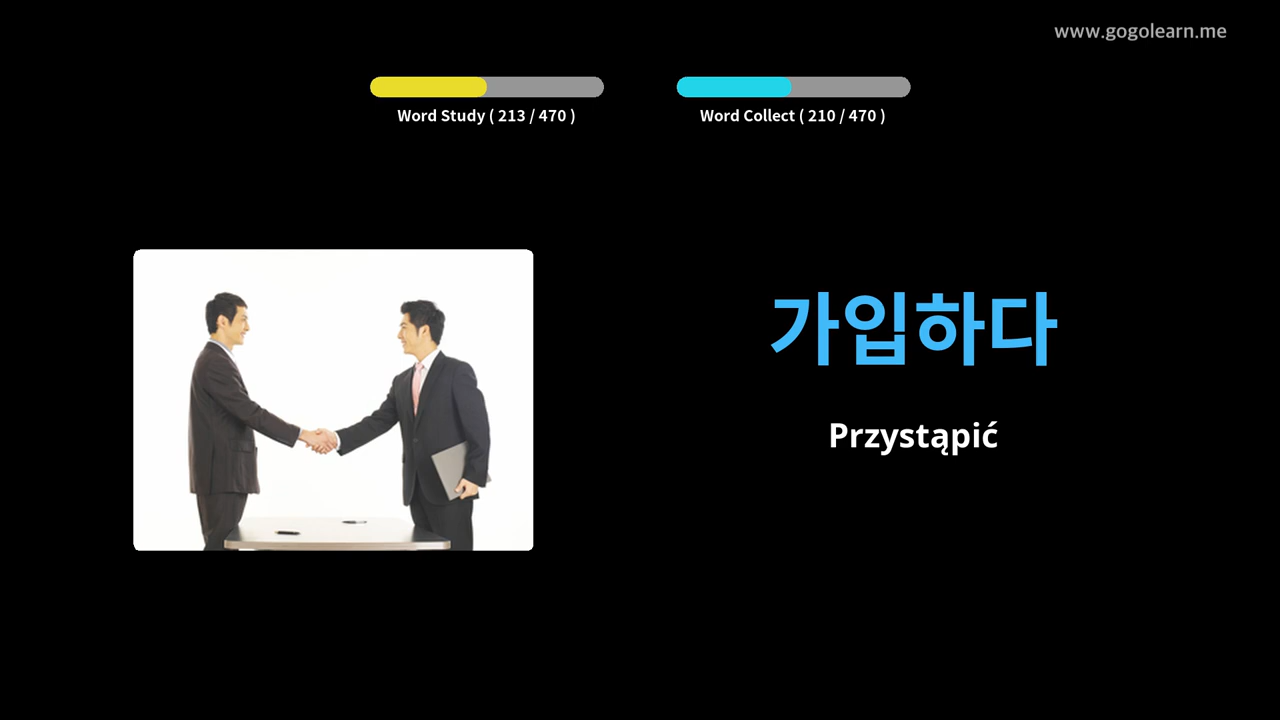 www.gogolearn.me
Word Study ( 213 / 470 )
Word Collect ( 210 / 470 )
가입하다
Przystąpić